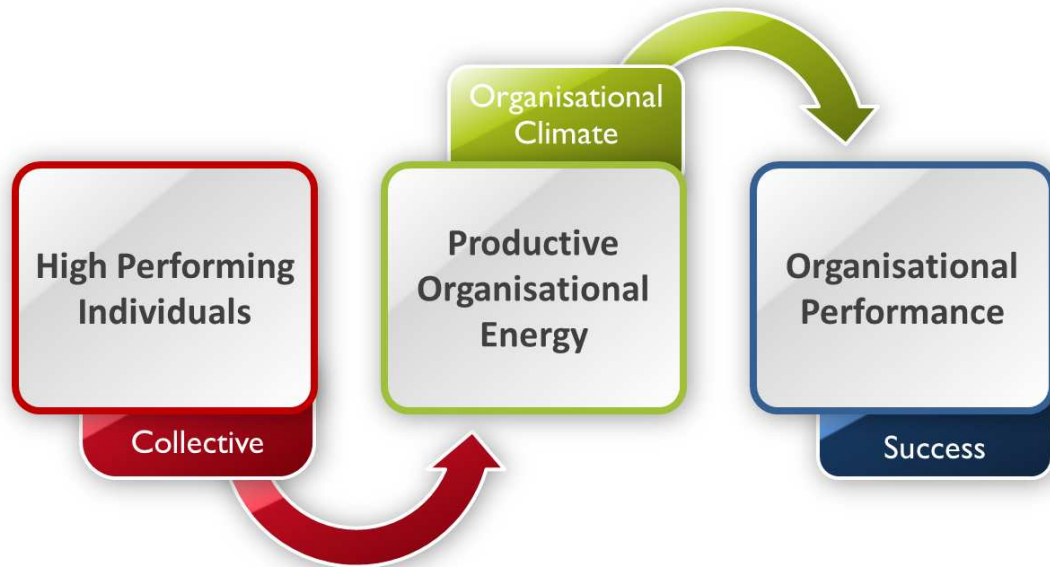 High Performing
Individuals
Collective
Organisational
Climate
Productive
Organisational
Energy
Organisational
Performance
Success